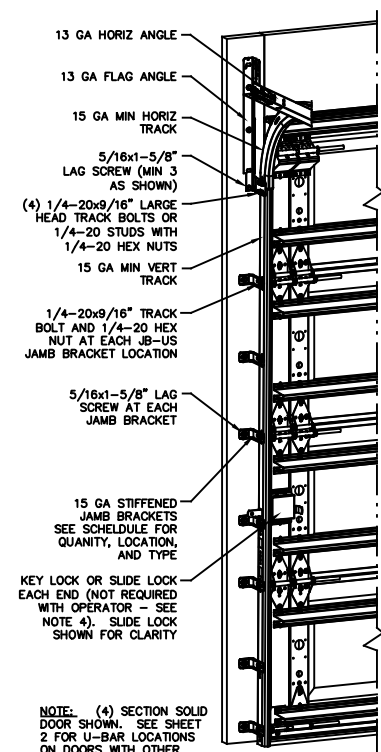 13 GA HORIZ ANGLE
13 GA FLAG ANGLE
15 GA MIN HORIZ
TRACK
5/16x1-5/8"
LAG SCREW (MIN 3
AS SHOWN)
(4) 1/4-20x9/16" LARGE
HEAD TRACK BOLTS OR
1/4-20 STUDS WITH
1/4-20 HEX NUTS
15 GA MIN VERT
TRACK
1/4-20x9/16" TRACK
BOLT AND 1/4-20 HEX
NUT AT EACH JB-US
JAMB BRACKET LOCATION
5/16x1-5/8" LAG
SCREW AT EACH
JAMB BRACKET
15 GA STIFFENED
JAMB BRACKETS
SEE SCHELDULE FOR
QUANITY, LOCATION,
AND TYPE
KEY LOCK OR SLIDE LOCK
EACH END (NOT REQUIRED
WITH OPERATOR – SEE
NOTE 4). SLIDE LOCK
SHOWN FOR CLARITY
NOTE: (4) SECTION SOLID
DOOR SHOWN. SEE SHEET
2 FOR U-BAR LOCATIONS
ON DOORS WITH OTHER